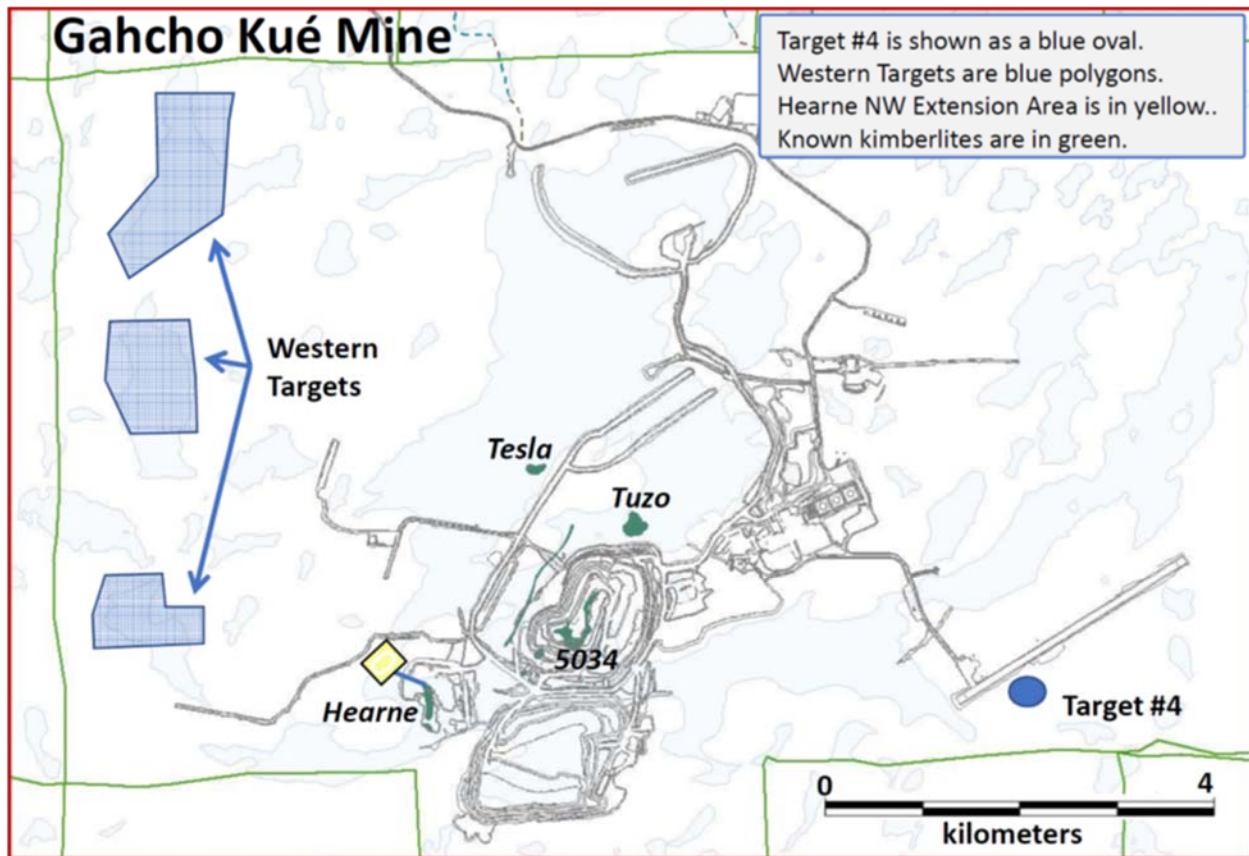 Gahcho Kué Mine
Target #4 is shown as a blue oval.
Western Targets are blue polygons.
Hearne NW Extension Area is in yellow..
Known kimberlites are in green.
Western
Targets
Tesla
Tuzo
5034
Hearne
Target #4
0 4
kilometers